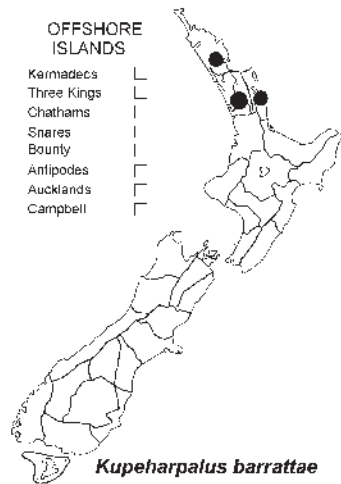 OFFSHORE
ISLANDS
Kermadecs
Three Kings
Chathams
Snares
Bounty
Antipodes
Aucklands
Campbell
Kupeharpalus barrattae